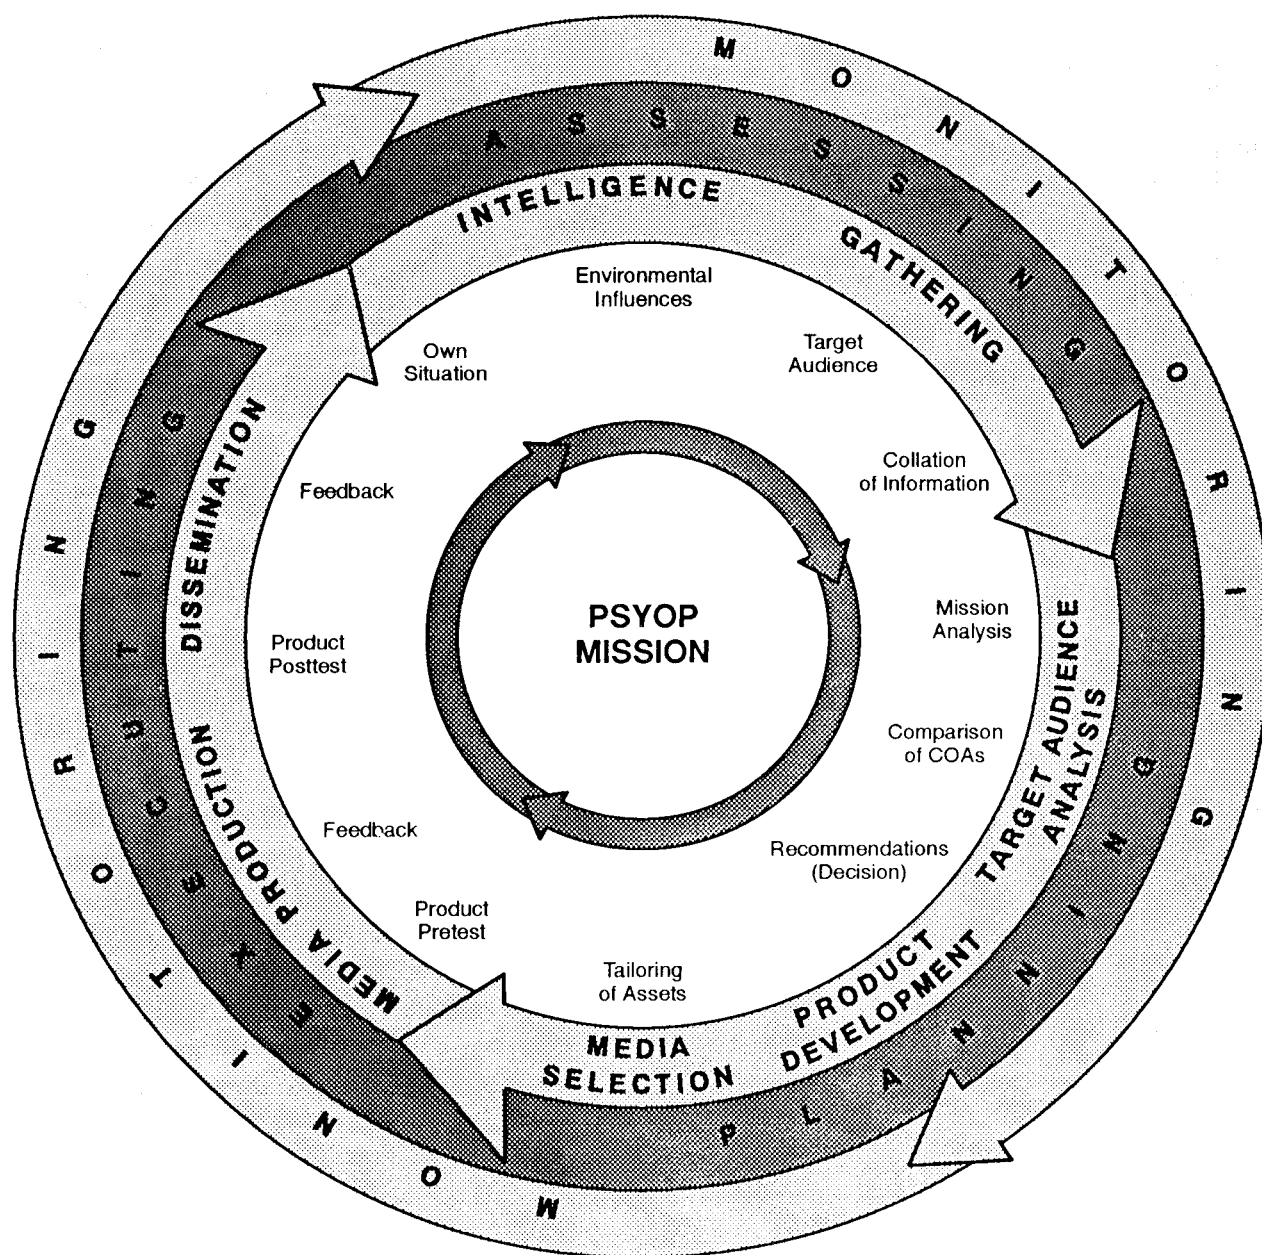 MONITORING
ASSESSING
INTELLIGENCE
GATHERING
Environmental
Influences
Target
Audience
Own
Situation
Collation
of Information
Feedback
DISSEMINATION
EXECUTING
MONITORING
PSYOP
MISSION
Mission
Analysis
TARGET AUDIENCE
ANALYSIS
Product
Posttest
Comparison
of COAs
Feedback
Recommendations
(Decision)
MEDIA PRODUCTION
Product
Pretest
Tailoring
of Assets
PRODUCT
DEVELOPMENT
MEDIA
SELECTION
PLANNING